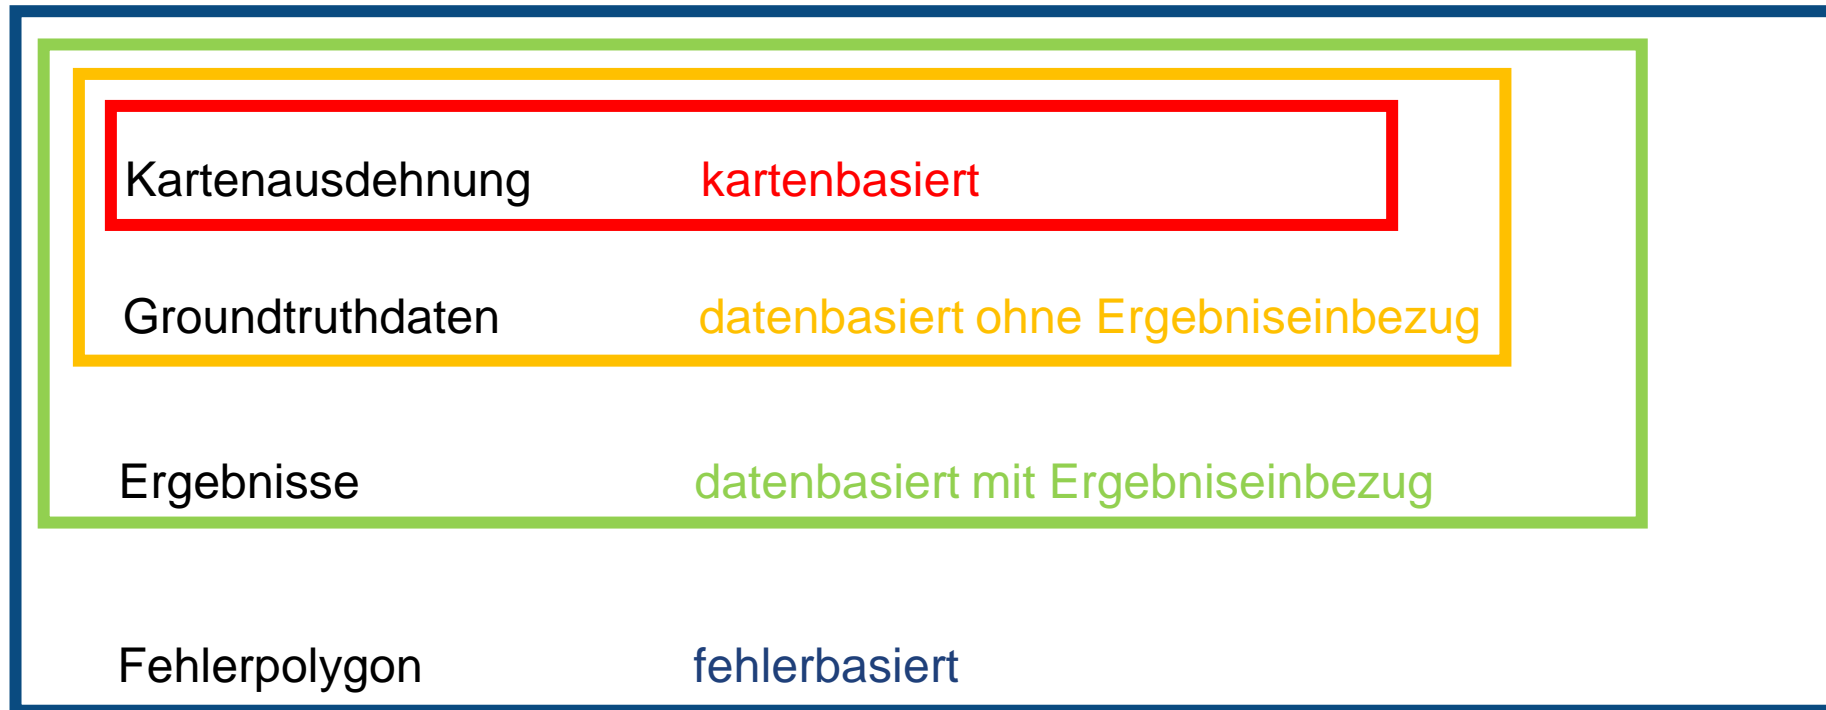 Kartenausdehnung kartenbasiert
Groundtruthdaten datenbasiert ohne Ergebniseinbezug
Ergebnisse datenbasiert mit Ergebniseinbezug
Fehlerpolygon fehlerbasiert